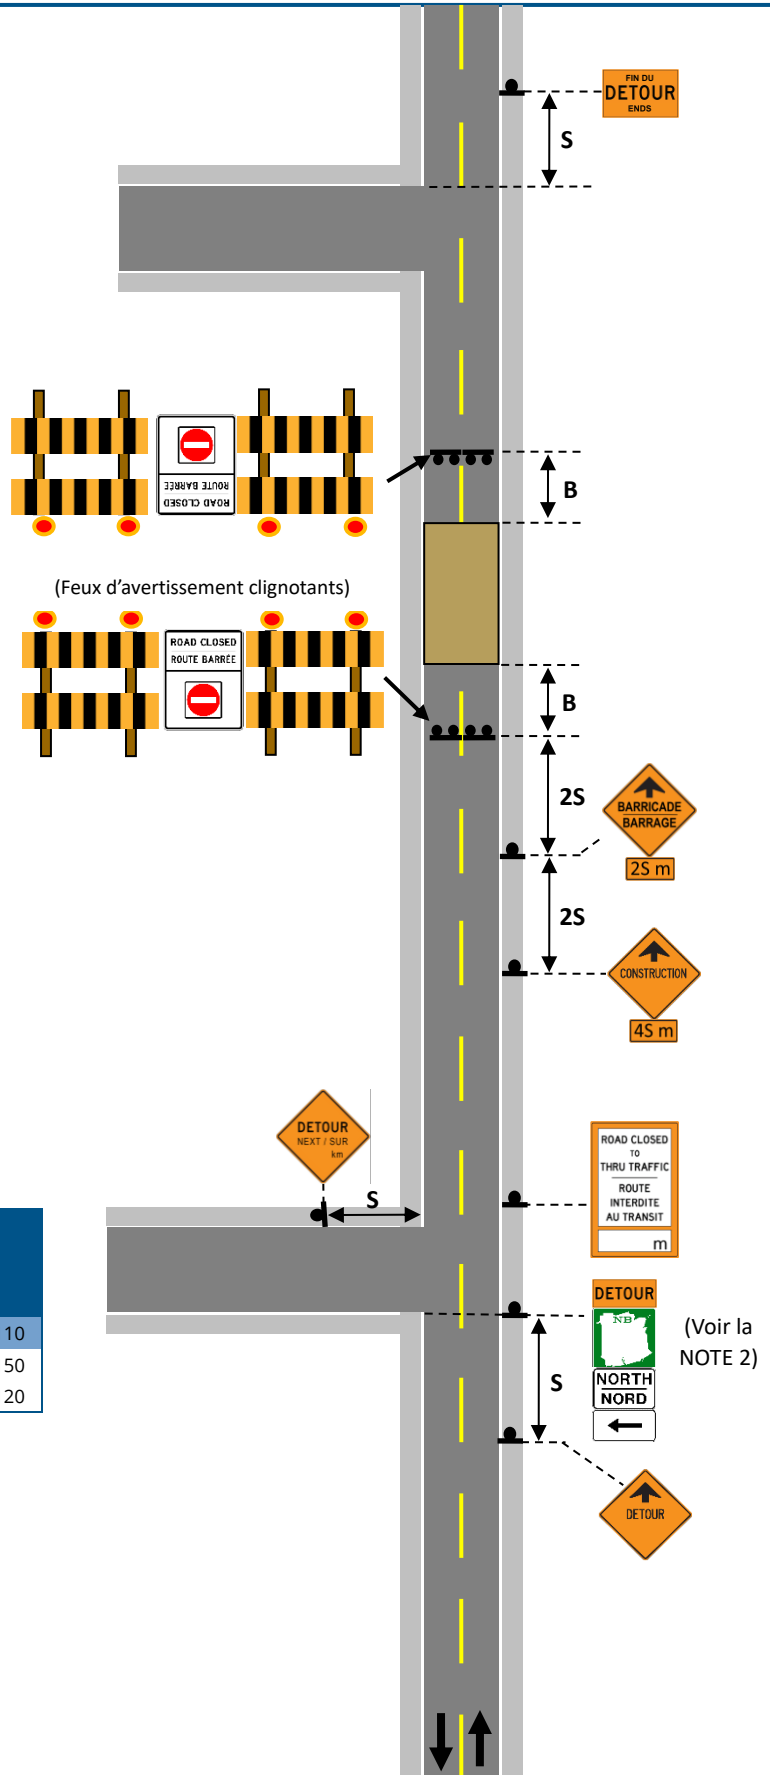 FIN DU
DETOUR
ENDS
S
ROAD CLOSED
ROUTE BARRÉE
B
(Feux d'avertissement clignotants)
ROAD CLOSED
ROUTE BARRÉE
B
2S
BARRICADE
BARRAGE
2S m
2S
CONSTRUCTION
4S m
DETOUR
NEXT / SUR
km
S
ROAD CLOSED
TO
THRU TRAFFIC
ROUTE
INTERDITE
AU TRANSIT
m
10
50
20
DETOUR
NB
NORTH
NORD
(Voir la
NOTE 2)
S
DETOUR